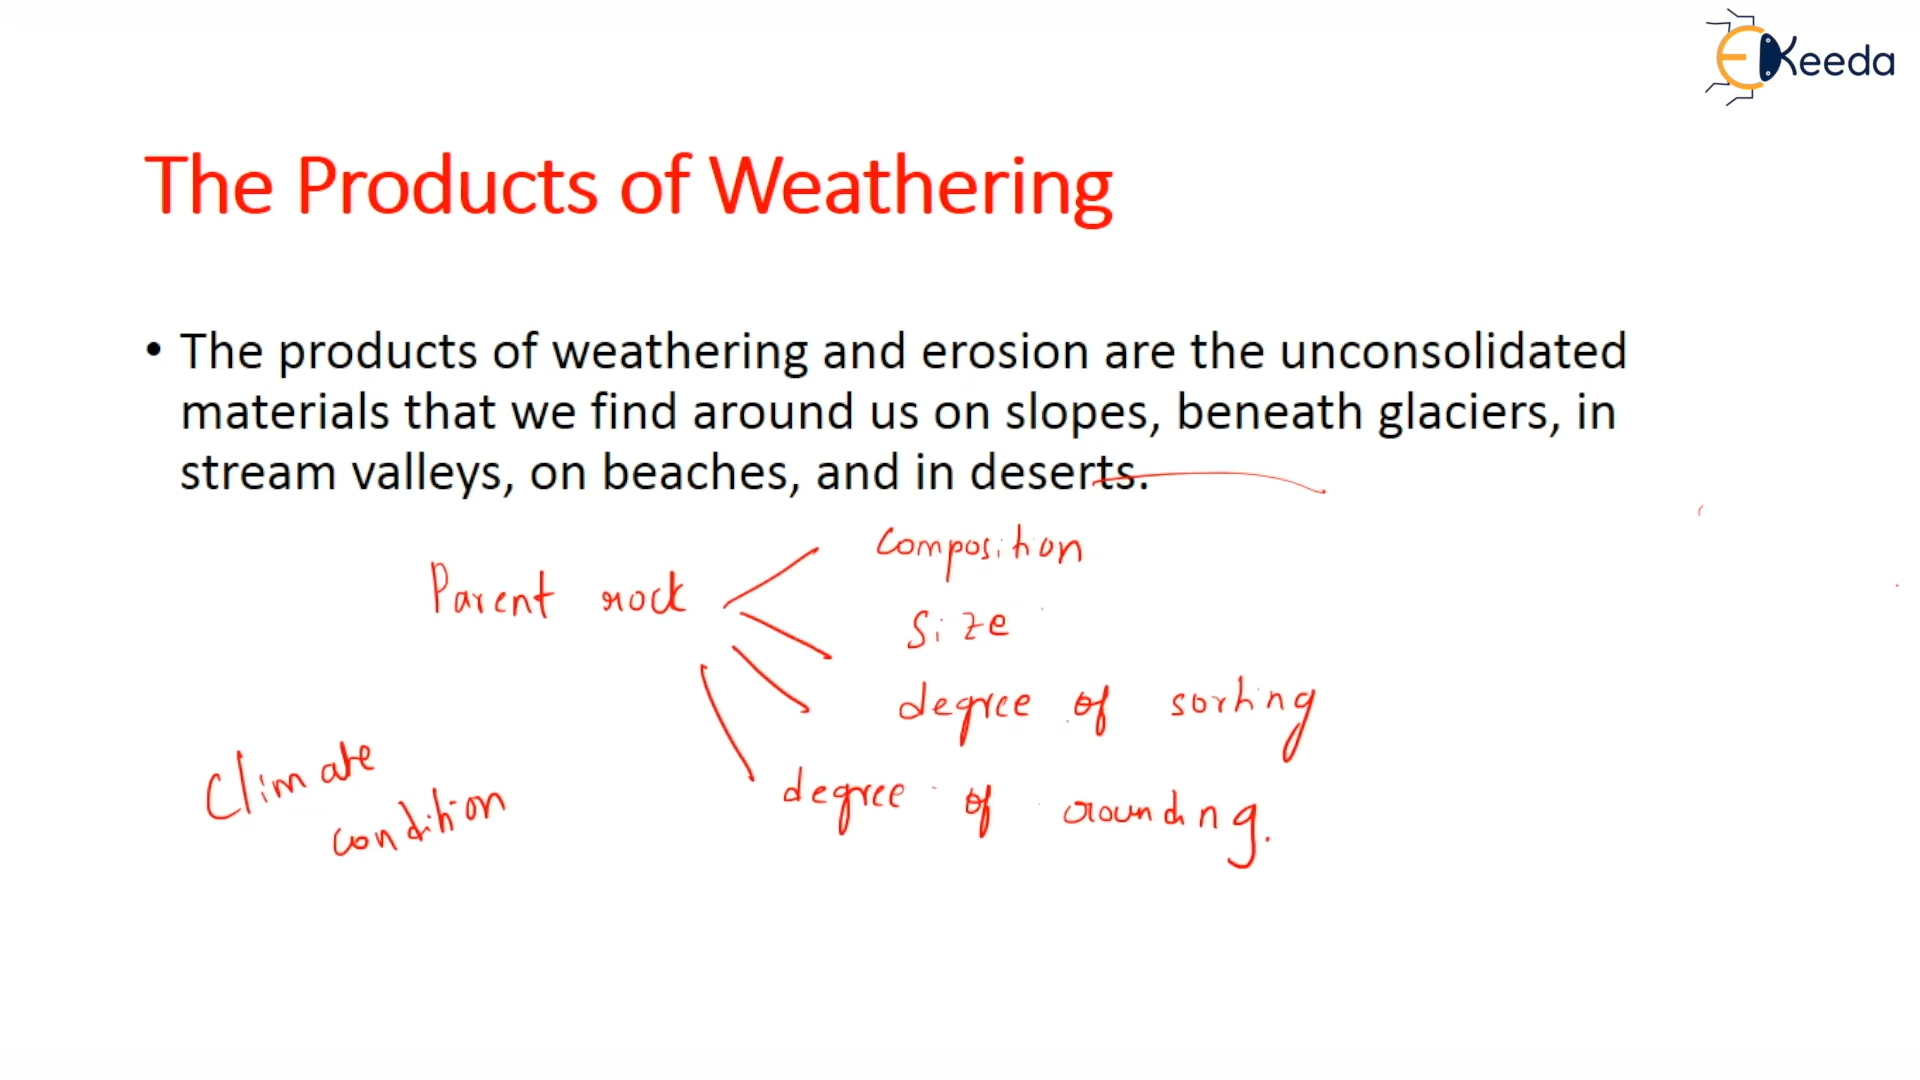 EKeeda
The Products of Weathering
• The products of weathering and erosion are the unconsolidated
materials that we find around us on slopes, beneath glaciers, in
stream valleys, on beaches, and in deserts.
Composition
Parent rock
Size
degree of sorting
Climate
condition
degree of rounding.